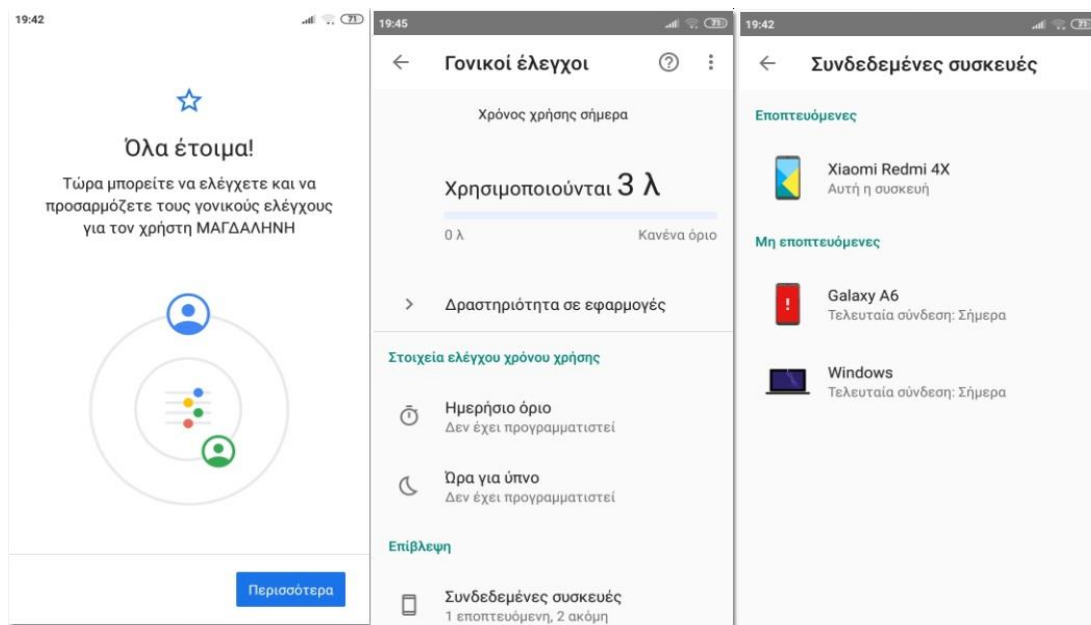 19:42
71
Όλα έτοιμα!
Τώρα μπορείτε να ελέγχετε και να
προσαρμόζετε τους γονικούς ελέγχους
για τον χρήστη ΜΑΓΔΑΛΗΝΗ
Περισσότερα
19:45
71
Γονικοί έλεγχοι
Χρόνος χρήσης σήμερα
Χρησιμοποιούνται 3 λ
0 λ
Κανένα όριο
Δραστηριότητα σε εφαρμογές
Στοιχεία ελέγχου χρόνου χρήσης
Ημερήσιο όριο
Δεν έχει προγραμματιστεί
Ώρα για ύπνο
Δεν έχει προγραμματιστεί
Επίβλεψη
Συνδεδεμένες συσκευές
1 εποπτευόμενη, 2 ακόμη
19:42
71
Συνδεδεμένες συσκευές
Εποπτευόμενες
Xiaomi Redmi 4X
Αυτή η συσκευή
Μη εποπτευόμενες
Galaxy A6
Τελευταία σύνδεση: Σήμερα
Windows
Τελευταία σύνδεση: Σήμερα